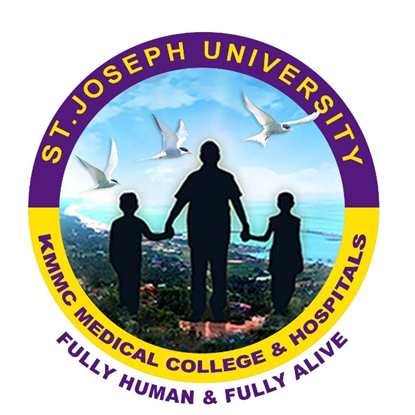 ST.JOSEPH UNIVERSITY
KMMC MEDICAL COLLEGE & HOSPITALS
FULLY HUMAN & FULLY ALIVE